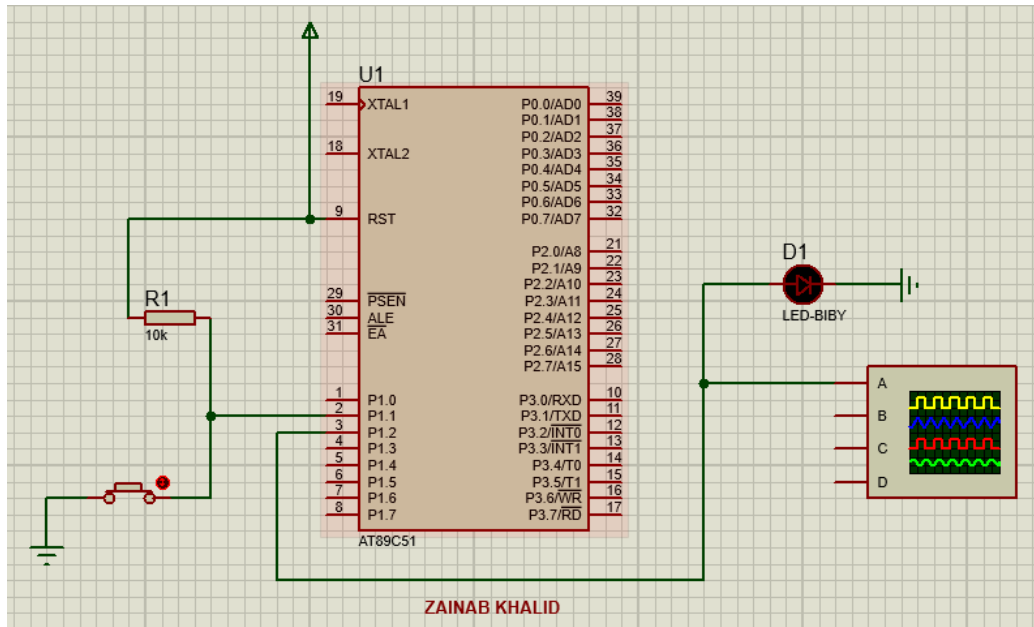 U1
19 XTAL1 P0.0/AD0 39
P0.1/AD1 38
P0.2/AD2 37
18 XTAL2 P0.3/AD3 36
P0.4/AD4 35
P0.5/AD5 34
P0.6/AD6 33
9 RST P0.7/AD7 32
P2.0/A8 21
P2.1/A9 22
P2.2/A10 23
29 PSEN P2.3/A11 24
30 ALE P2.4/A12 25
31 EA P2.5/A13 26
P2.6/A14 27
P2.7/A15 28
1 P1.0 P3.0/RXD 10
2 P1.1 P3.1/TXD 11
3 P1.2 P3.2/INT0 12
4 P1.3 P3.3/INT1 13
5 P1.4 P3.4/T0 14
6 P1.5 P3.5/T1 15
7 P1.6 P3.6/WR 16
8 P1.7 P3.7/RD 17
AT89C51
R1
10k
D1
LED-BIBY
A
B
C
D
ZAINAB KHALID